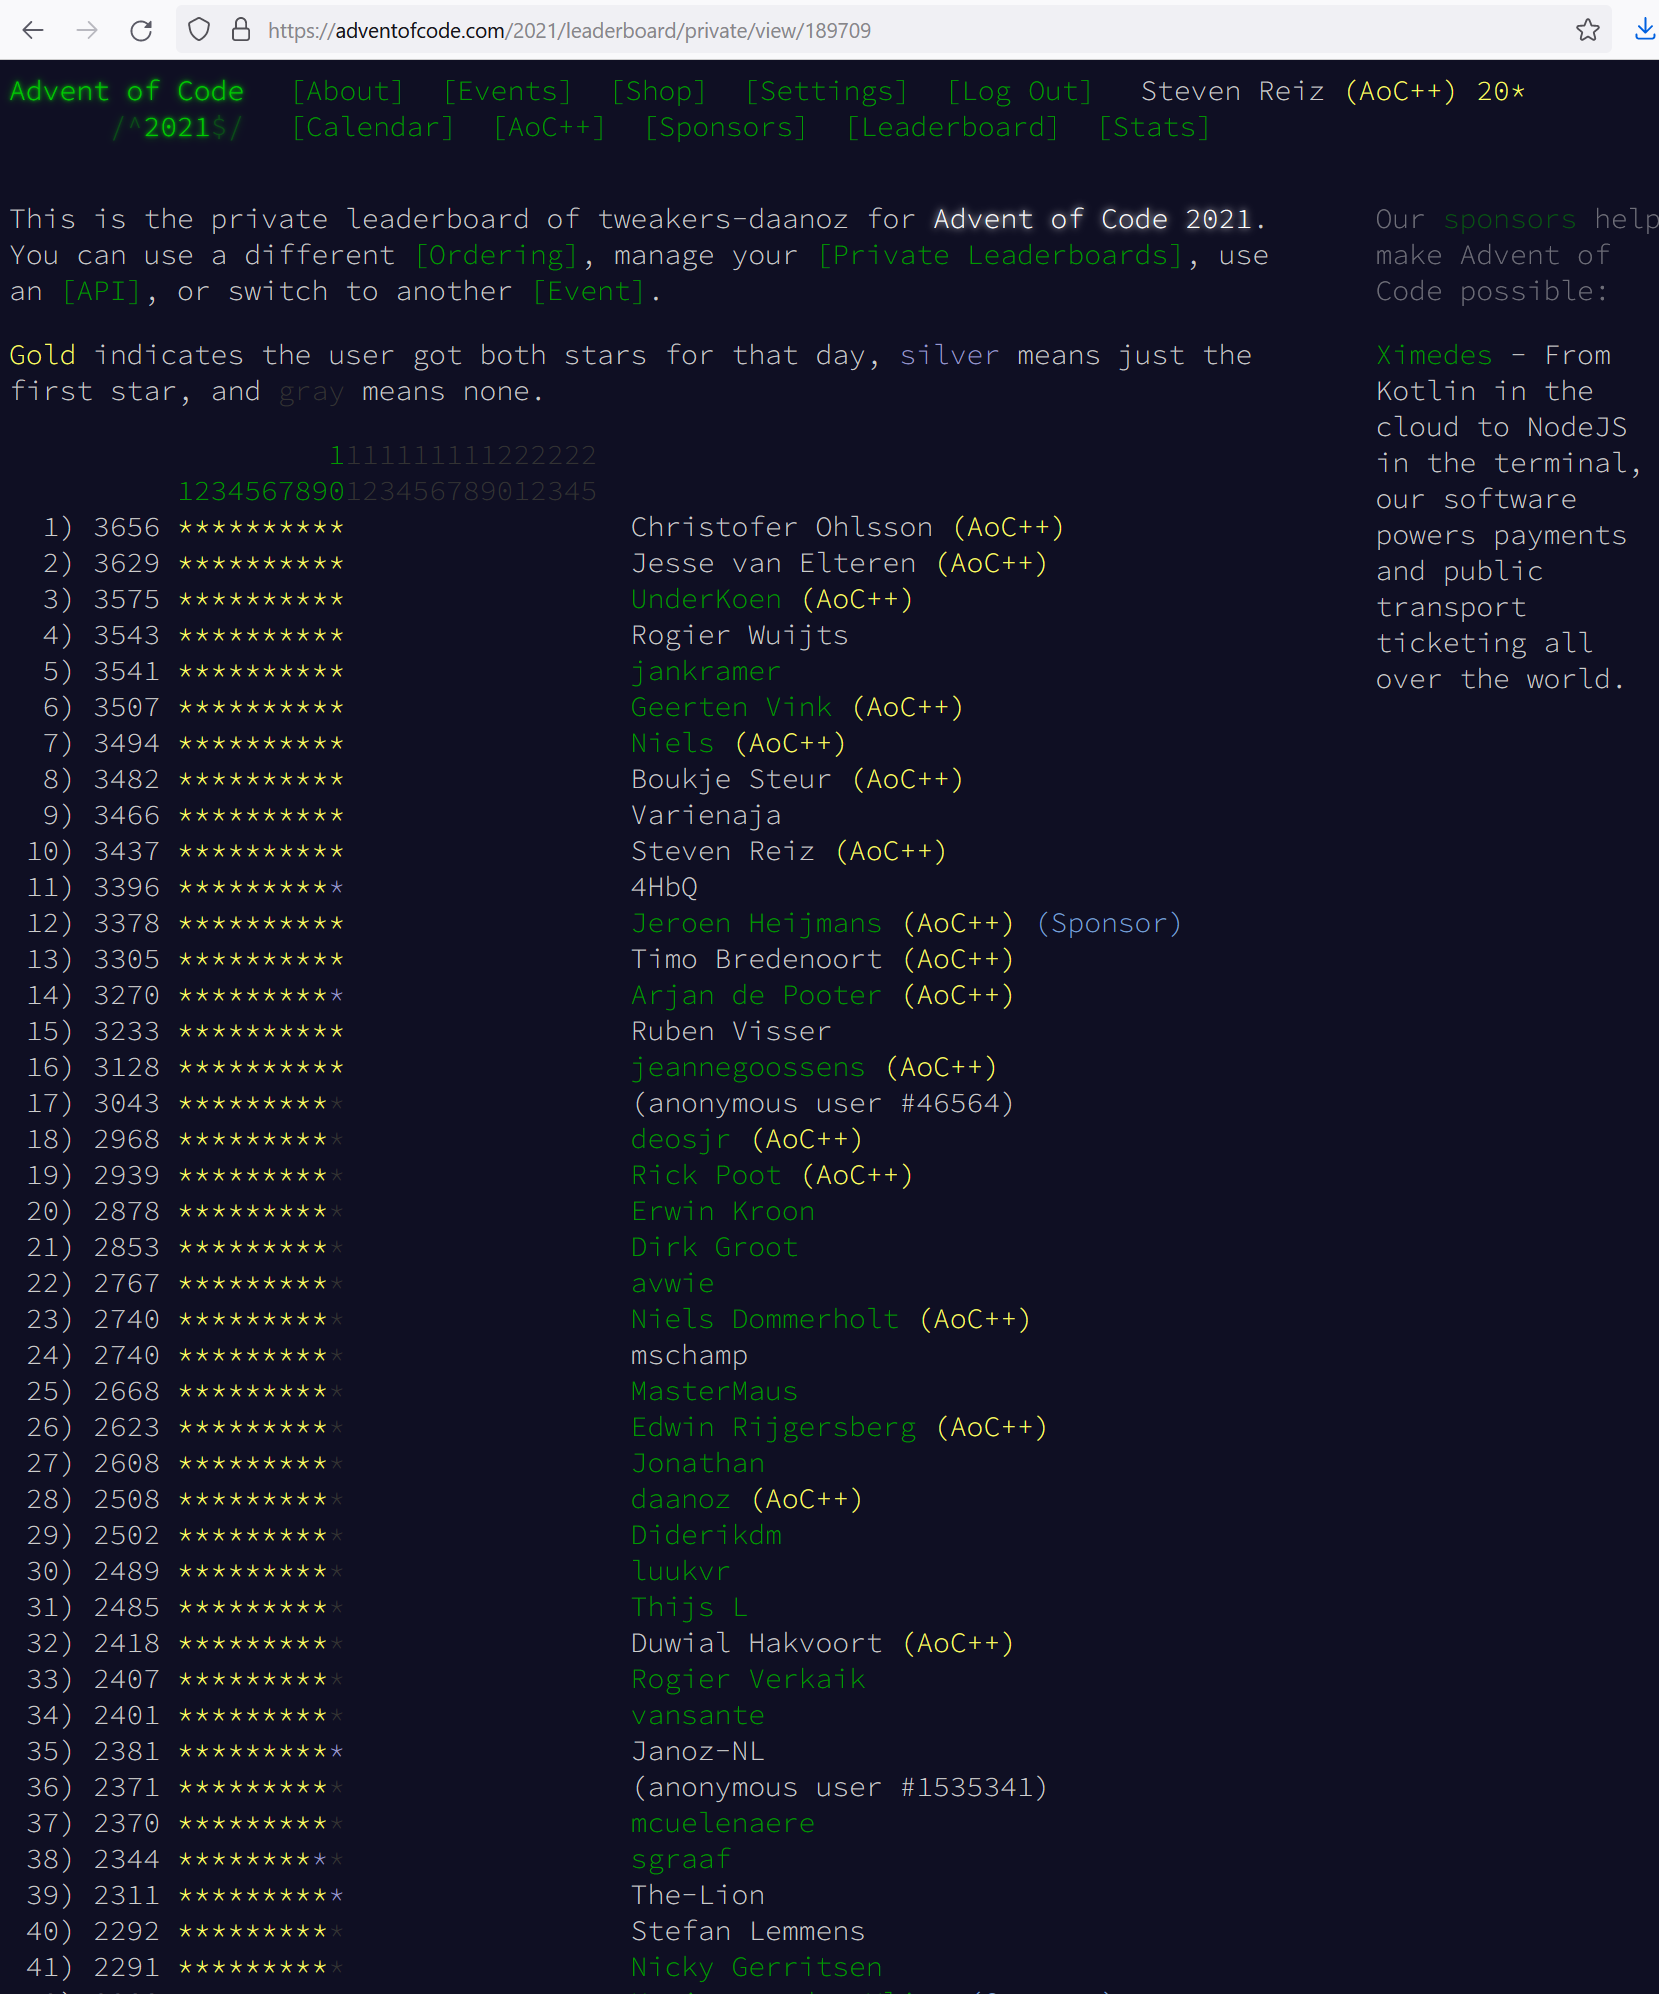 https://adventofcode.com/2021/leaderboard/private/view/189709
Advent of Code [About] [Events] [Shop] [Settings] [Log Out] Steven Reiz (AoC++) 20*
/^2021$/ [Calendar] [AoC++] [Sponsors] [Leaderboard] [Stats]
This is the private leaderboard of tweakers-daanoz for Advent of Code 2021.
You can use a different [Ordering], manage your [Private Leaderboards], use
an [API], or switch to another [Event].
Gold indicates the user got both stars for that day, silver means just the
first star, and gray means none.
1111111111222222
1234567890123456789012345
1) 3656 ********** Christofer Ohlsson (AoC++)
2) 3629 ********** Jesse van Elteren (AoC++)
3) 3575 ********** UnderKoen (AoC++)
4) 3543 ********** Rogier Wuijts
5) 3541 ********** jankramer
6) 3507 ********** Geerten Vink (AoC++)
7) 3494 ********** Niels (AoC++)
8) 3482 ********** Boukje Steur (AoC++)
9) 3466 ********** Varienaja
10) 3437 ********** Steven Reiz (AoC++)
11) 3396 ********** 4HbQ
12) 3378 ********** Jeroen Heijmans (AoC++) (Sponsor)
13) 3305 ********** Timo Bredenoort (AoC++)
14) 3270 ********** Arjan de Pooter (AoC++)
15) 3233 ********** Ruben Visser
16) 3128 ********** jeannegoossens (AoC++)
17) 3043 ********** (anonymous user #46564)
18) 2968 ********** deosjr (AoC++)
19) 2939 ********** Rick Poot (AoC++)
20) 2878 ********** Erwin Kroon
21) 2853 ********** Dirk Groot
22) 2767 ********** avwie
23) 2740 ********** Niels Dommerholt (AoC++)
24) 2740 ********** mschamp
25) 2668 ********** MasterMaus
26) 2623 ********** Edwin Rijgersberg (AoC++)
27) 2608 ********** Jonathan
28) 2508 ********** daanoz (AoC++)
29) 2502 ********** Diderikdm
30) 2489 ********** luukvr
31) 2485 ********** Thijs L
32) 2418 ********** Duwial Hakvoort (AoC++)
33) 2407 ********** Rogier Verkaik
34) 2401 ********** vansante
35) 2381 ********** Janoz-NL
36) 2371 ********** (anonymous user #1535341)
37) 2370 ********** mcuelenaere
38) 2344 ********** sgraaf
39) 2311 ********** The-Lion
40) 2292 ********** Stefan Lemmens
41) 2291 ********** Nicky Gerritsen
Our sponsors help
make Advent of
Code possible:
Ximedes - From
Kotlin in the
cloud to NodeJS
in the terminal,
our software
powers payments
and public
transport
ticketing all
over the world.